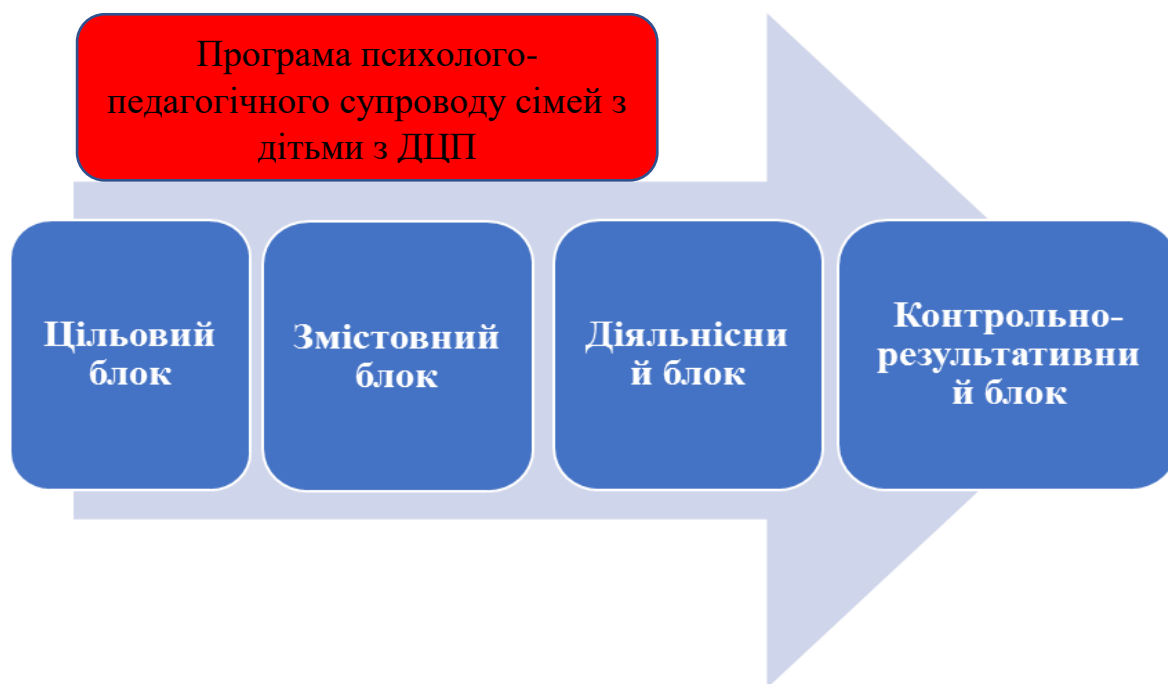 Програма психолого-
педагогічного супроводу сімей з
дітьми з ДЦП
Цільовий
блок
Змістовний
блок
Діяльнісни
й блок
Контрольно-
результативни
й блок